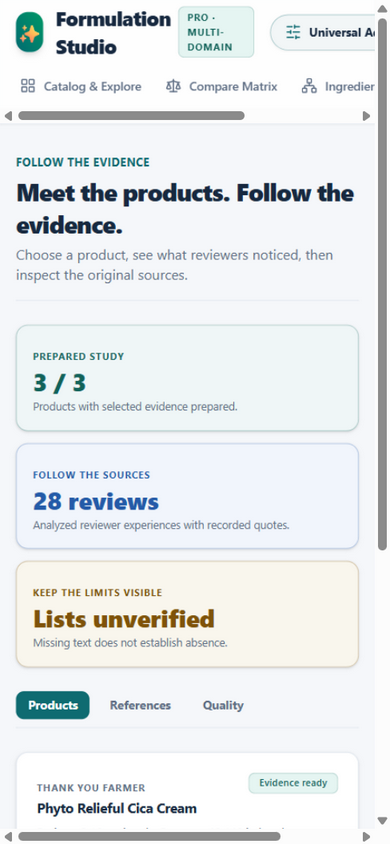 Formulation Studio
PRO · MULTI-DOMAIN
Catalog & Explore
Compare Matrix
FOLLOW THE EVIDENCE
Meet the products. Follow the
evidence.
Choose a product, see what reviewers noticed, then
inspect the original sources.
PREPARED STUDY
3 / 3
Products with selected evidence prepared.
FOLLOW THE SOURCES
28 reviews
Analyzed reviewer experiences with recorded quotes.
KEEP THE LIMITS VISIBLE
Lists unverified
Missing text does not establish absence.
Products
References
Quality
THANK YOU FARMER
Evidence ready
Phyto Relieful Cica Cream